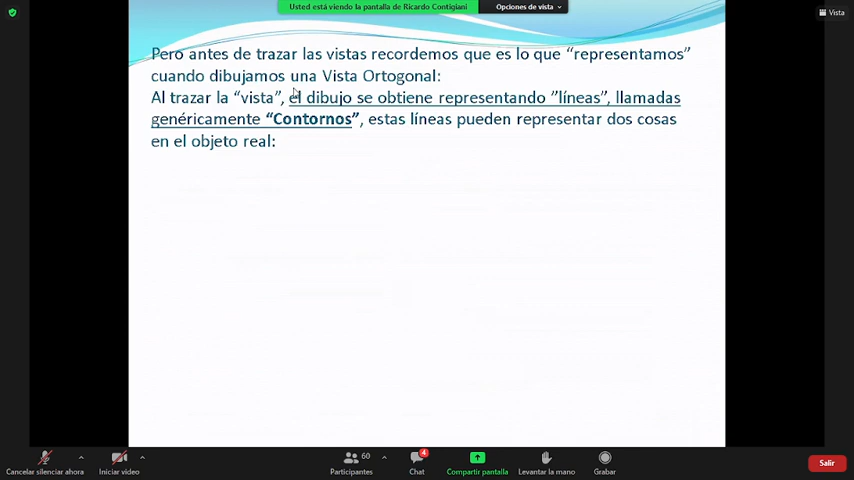 Usted está viendo la pantalla de Ricardo Contigiani
Opciones de vista
Vista
Pero antes de trazar las vistas recordemos que es lo que “representamos”
cuando dibujamos una Vista Ortogonal:
Al trazar la “vista”, el dibujo se obtiene representando ”líneas”, llamadas
genéricamente “Contornos”, estas líneas pueden representar dos cosas
en el objeto real:
60
4
Cancelar silenciar ahora
Iniciar video
Participantes
Chat
Compartir pantalla
Levantar la mano
Grabar
Salir